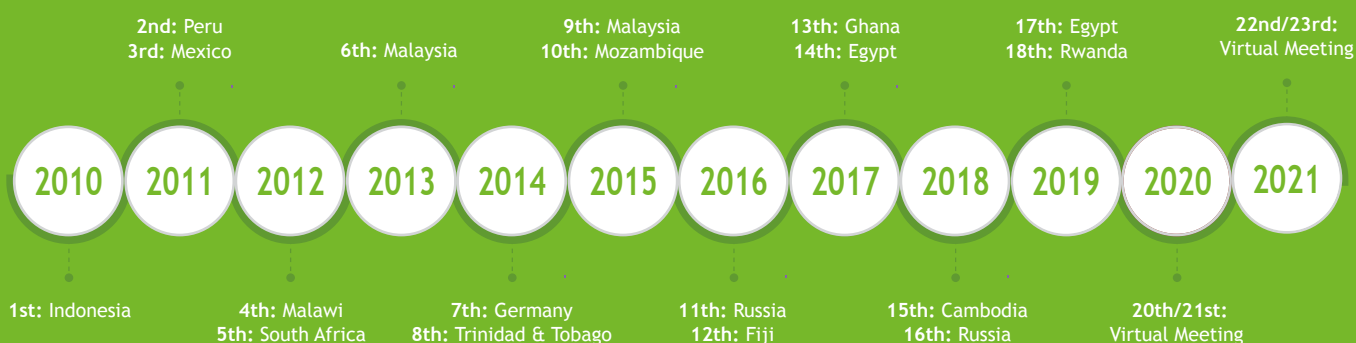 2nd: Peru
3rd: Mexico
6th: Malaysia
9th: Malaysia
10th: Mozambique
13th: Ghana
14th: Egypt
17th: Egypt
18th: Rwanda
22nd/23rd:
Virtual Meeting
2010
2011
2012
2013
2014
2015
2016
2017
2018
2019
2020
2021
1st: Indonesia
4th: Malawi
5th: South Africa
7th: Germany
8th: Trinidad & Tobago
11th: Russia
12th: Fiji
15th: Cambodia
16th: Russia
20th/21st:
Virtual Meeting